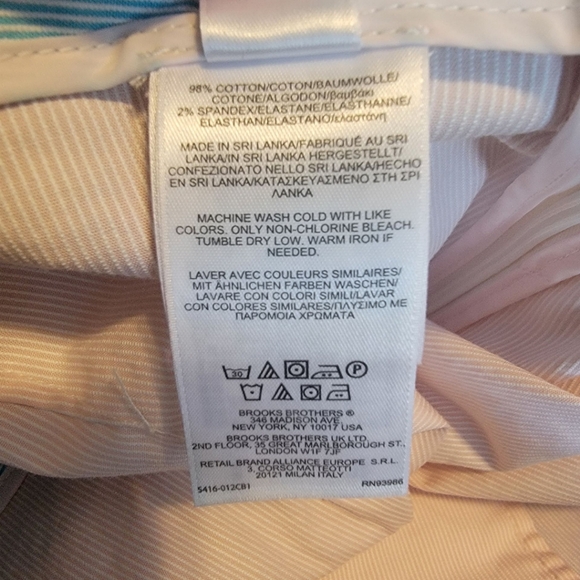 98% COTTON/COTON/BAUMWOLLE/
COTONE/ALGODON/βαμβάκι
2% SPANDEX/ELASTANE/ELASTHANNE/
ELASTHAN/ELASTANO/ελαστάνη
MADE IN SRI LANKA/FABRIQUÉ AU SRI
LANKA/IN SRI LANKA HERGESTELLT/
CONFEZIONATO NELLO SRI LANKA/HECHO
EN SRI LANKA/ΚΑΤΑΣΚΕΥΑΣΜΕΝΟ ΣΤΗ ΣΡΙ
ΛΑΝΚΑ
MACHINE WASH COLD WITH LIKE
COLORS. ONLY NON-CHLORINE BLEACH.
TUMBLE DRY LOW. WARM IRON IF
NEEDED.
LAVER AVEC COULEURS SIMILAIRES/
MIT ÄHNLICHEN FARBEN WASCHEN/
LAVARE CON COLORI SIMILI/LAVAR
CON COLORES SIMILARES/ΠΛΥΣΙΜΟ ΜΕ
ΠΑΡΟΜΟΙΑ ΧΡΩΜΑΤΑ
30 P
BROOKS BROTHERS ®
346 MADISON AVE.
NEW YORK, NY 10017 USA
BROOKS BROTHERS UK LTD.
2ND FLOOR, 35 GREAT MARLBOROUGH ST.,
LONDON W1F 7JF
RETAIL BRAND ALLIANCE EUROPE S.R.L.
3, CORSO MATTEOTTI
20121 MILAN ITALY
5416-012CB1 RN93986